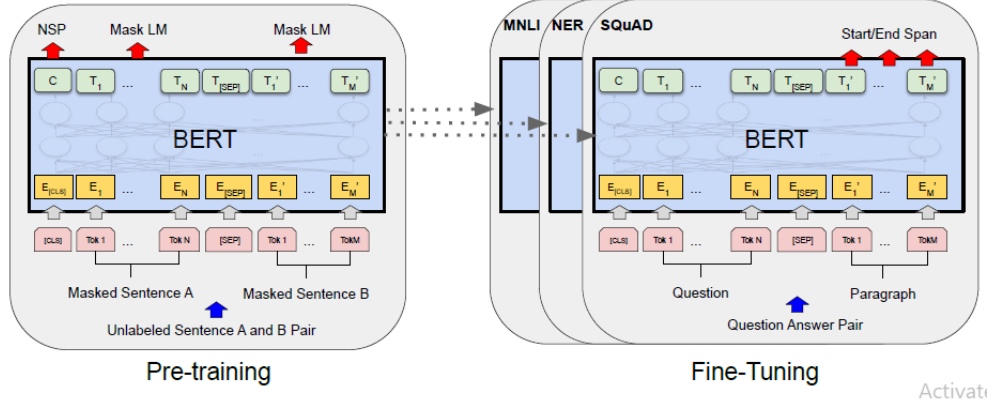 NSP Mask LM Mask LM
C T1 ... TN T[SEP] T1' ... TM'
BERT
E[CLS] E1 ... EN E[SEP] E1' ... EM'
[CLS] Tok 1 ... Tok N [SEP] Tok 1 ... TokM
Masked Sentence A Masked Sentence B
Unlabeled Sentence A and B Pair
Pre-training
MNLI NER SQuAD
Start/End Span
C T1 ... TN T[SEP] T1' ... TM'
BERT
E[CLS] E1 ... EN E[SEP] E1' ... EM'
[CLS] Tok 1 ... Tok N [SEP] Tok 1 ... TokM
Question Paragraph
Question Answer Pair
Fine-Tuning
Activate